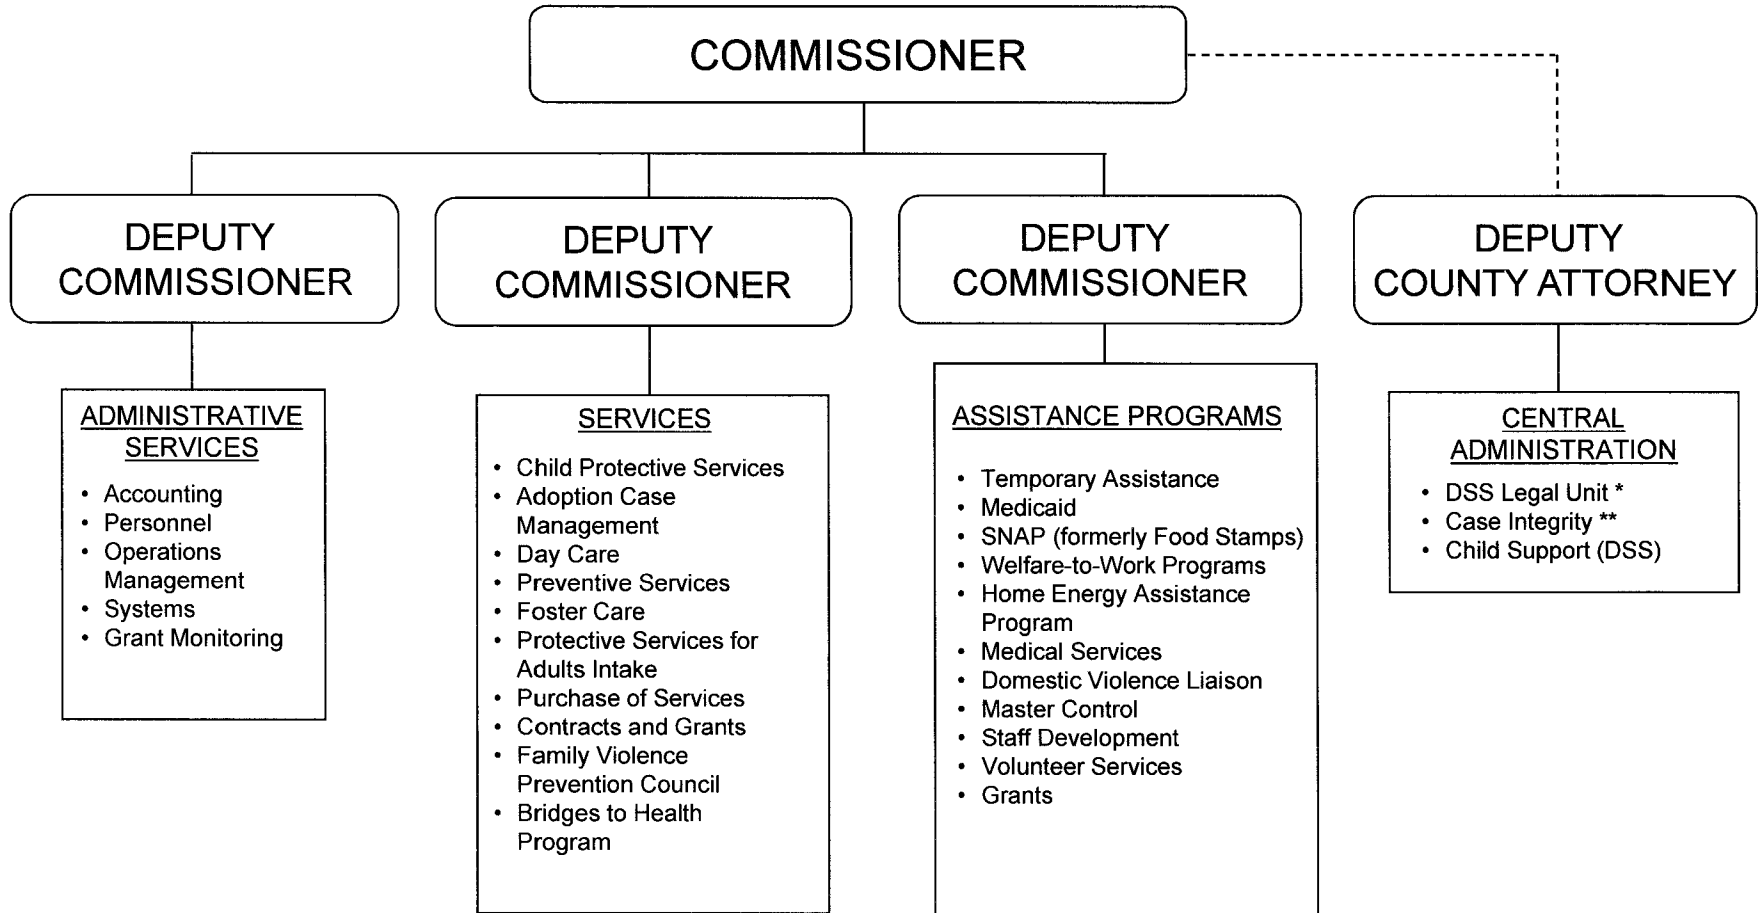 COMMISSIONER
DEPUTY
COMMISSIONER
DEPUTY
COMMISSIONER
DEPUTY
COMMISSIONER
DEPUTY
COUNTY ATTORNEY
ADMINISTRATIVE
SERVICES
• Accounting
• Personnel
• Operations
Management
• Systems
• Grant Monitoring
SERVICES
• Child Protective Services
• Adoption Case
Management
• Day Care
• Preventive Services
• Foster Care
• Protective Services for
Adults Intake
• Purchase of Services
• Contracts and Grants
• Family Violence
Prevention Council
• Bridges to Health
Program
ASSISTANCE PROGRAMS
• Temporary Assistance
• Medicaid
• SNAP (formerly Food Stamps)
• Welfare-to-Work Programs
• Home Energy Assistance
Program
• Medical Services
• Domestic Violence Liaison
• Master Control
• Staff Development
• Volunteer Services
• Grants
CENTRAL
ADMINISTRATION
• DSS Legal Unit *
• Case Integrity **
• Child Support (DSS)